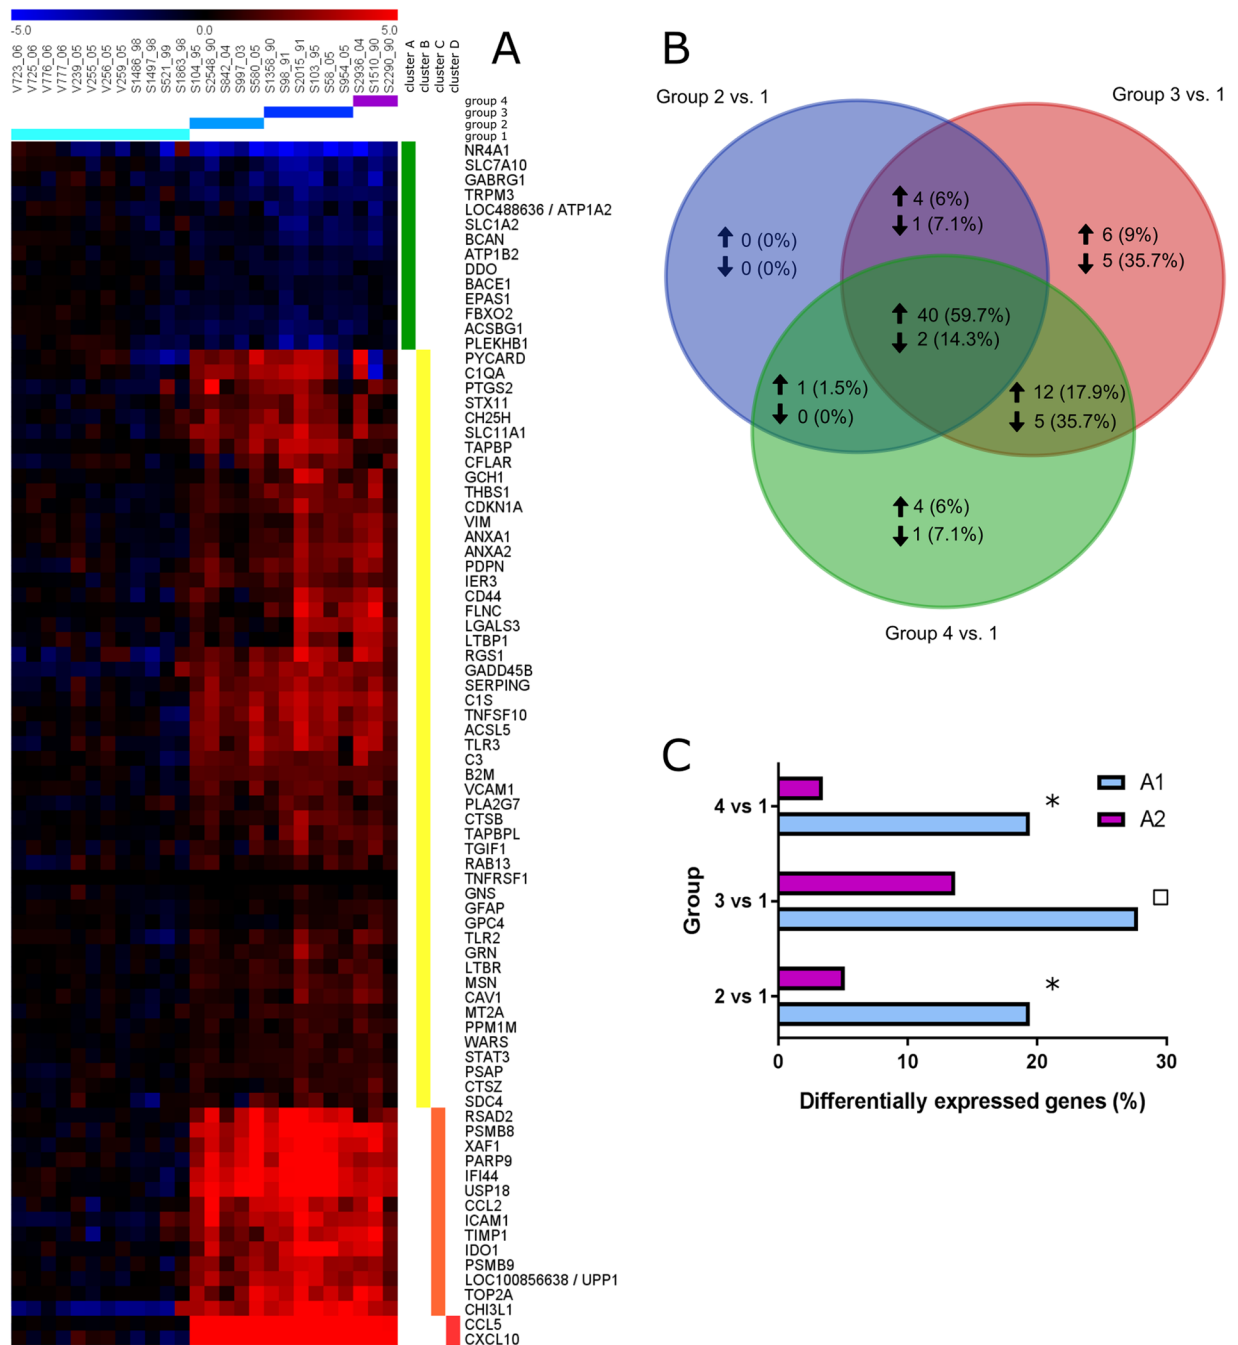 A
-5.0 0.0 5.0
V723_06
V725_06
V776_06
V777_06
V239_05
V255_05
V256_05
V259_05
S1486_98
S1497_98
S521_99
S1863_98
S104_95
S2548_90
S842_04
S997_03
S580_05
S1358_90
S98_91
S2015_91
S103_95
S58_05
S954_05
S2936_04
S1510_90
S2290_90
cluster A
cluster B
cluster C
cluster D
group 4
group 3
group 2
group 1
NR4A1
SLC7A10
GABRG1
TRPM3
LOC488636 / ATP1A2
SLC1A2
BCAN
ATP1B2
DDO
BACE1
EPAS1
FBXO2
ACSBG1
PLEKHB1
PYCARD
C1QA
PTGS2
STX11
CH25H
SLC11A1
TAPBP
CFLAR
GCH1
THBS1
CDKN1A
VIM
ANXA1
ANXA2
PDPN
IER3
CD44
FLNC
LGALS3
LTBP1
RGS1
GADD45B
SERPING
C1S
TNFSF10
ACSL5
TLR3
C3
B2M
VCAM1
PLA2G7
CTSB
TAPBPL
TGIF1
RAB13
TNFRSF1
GNS
GFAP
GPC4
TLR2
GRN
LTBR
MSN
CAV1
MT2A
PPM1M
WARS
STAT3
PSAP
CTSZ
SDC4
RSAD2
PSMB8
XAF1
PARP9
IFI44
USP18
CCL2
ICAM1
TIMP1
IDO1
PSMB9
LOC100856638 / UPP1
TOP2A
CHI3L1
CCL5
CXCL10
B
Group 2 vs. 1
Group 3 vs. 1
↑ 4 (6%)
↓ 1 (7.1%)
↑ 0 (0%)
↓ 0 (0%)
↑ 6 (9%)
↓ 5 (35.7%)
↑ 40 (59.7%)
↓ 2 (14.3%)
↑ 1 (1.5%)
↓ 0 (0%)
↑ 12 (17.9%)
↓ 5 (35.7%)
↑ 4 (6%)
↓ 1 (7.1%)
Group 4 vs. 1
C
A1
A2
4 vs 1 *
3 vs 1 □
2 vs 1 *
Group
0 10 20 30
Differentially expressed genes (%)